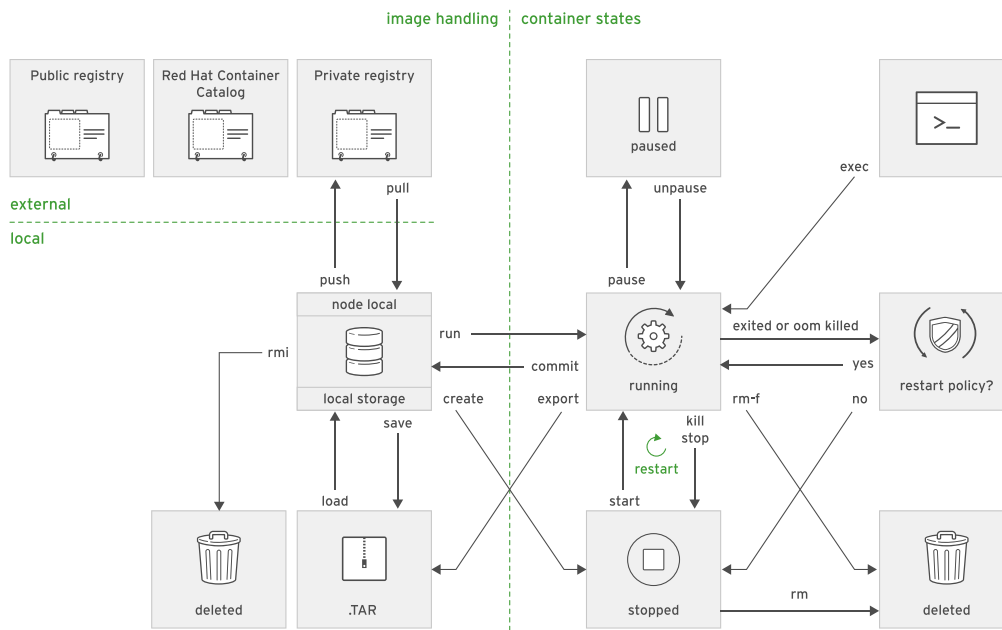 image handling
container states
Public registry
Red Hat Container
Catalog
Private registry
paused
>_
exec
pull
unpause
external
local
push
pause
node local
run
exited or oom killed
rmi
commit
yes
running
restart policy?
local storage
create
export
rm-f
no
save
kill
stop
restart
load
start
deleted
.TAR
stopped
rm
deleted